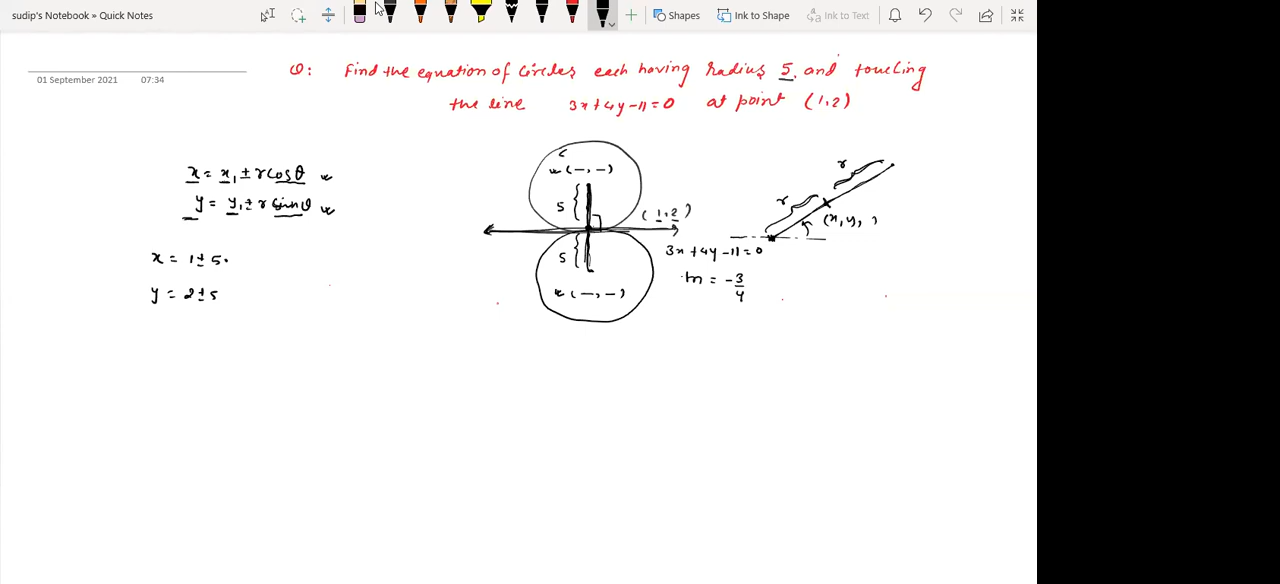 sudip's Notebook » Quick Notes
Shapes
Ink to Shape
Ink to Text
01 September 2021 07:34
Q: Find the equation of circles each having radius 5. and touching
the line 3x+4y-11=0 at point (1,2)
x = x₁ ± r cosθ
y = y₁ ± r sinθ
x = 1 ± 5
y = 2 ± 5
C
(-,-)
5
(1,2)
3x+4y-11=0
5
m = -3/4
(-,-)
r
r
(x₁y₁)